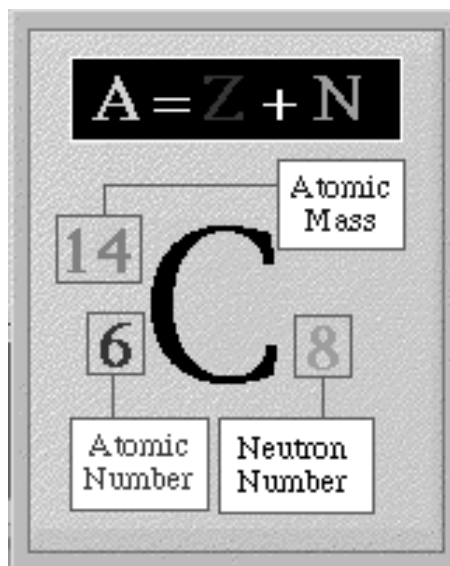 A = Z + N
Atomic
Mass
14
C
6
8
Atomic
Number
Neutron
Number